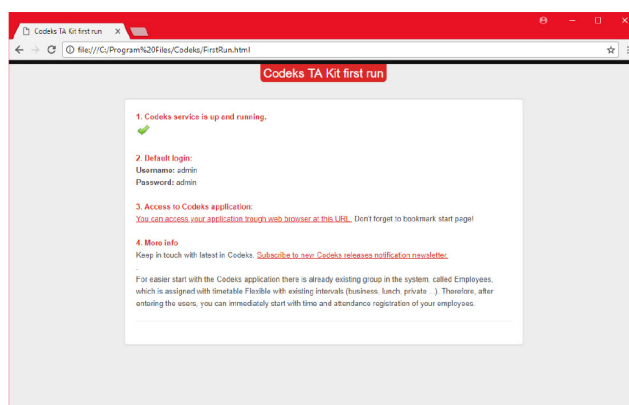 Codeks TA Kit first run
file:///C:/Program%20Files/Codeks/FirstRun.html
Codeks TA Kit first run
1. Codeks service is up and running.
2. Default login:
Username: admin
Password: admin
3. Access to Codeks application:
You can access your application trough web browser at this URL. Don't forget to bookmark start page!
4. More info
Keep in touch with latest in Codeks. Subscribe to new Codeks releases notification newsletter.
.
For easier start with the Codeks application there is already existing group in the system, called Employees,
which is assigned with timetable Flexible with existing intervals (business, lunch, private ...). Therefore, after
entering the users, you can immediately start with time and attendance registration of your employees.